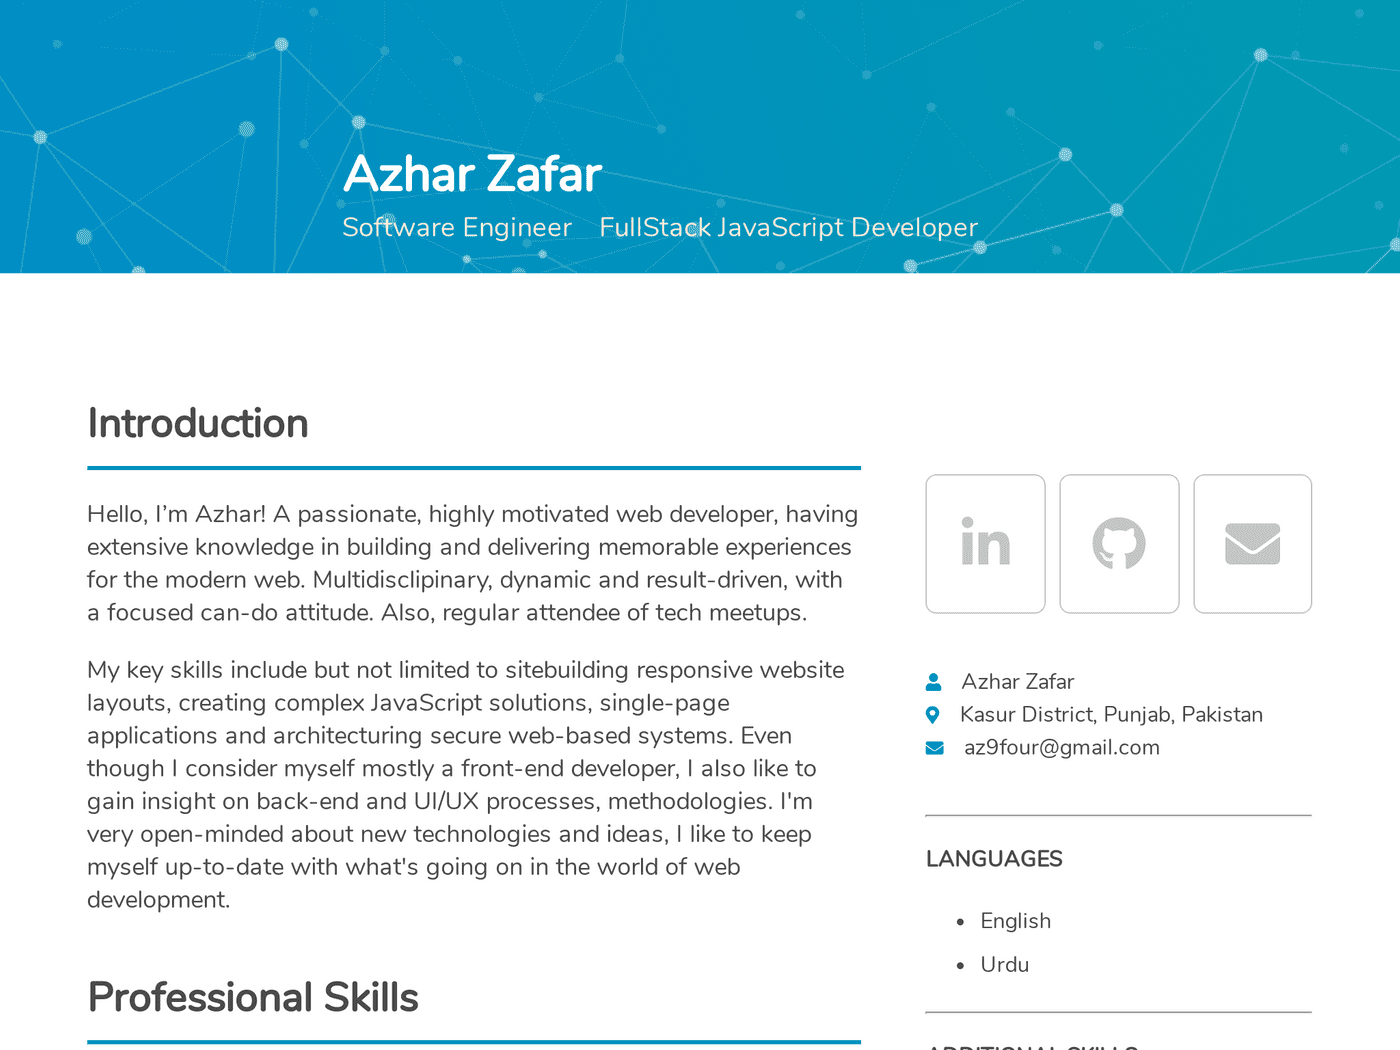 Azhar Zafar
Software Engineer FullStack JavaScript Developer
Introduction
Hello, I’m Azhar! A passionate, highly motivated web developer, having
extensive knowledge in building and delivering memorable experiences
for the modern web. Multidisclipinary, dynamic and result-driven, with
a focused can-do attitude. Also, regular attendee of tech meetups.
My key skills include but not limited to sitebuilding responsive website
layouts, creating complex JavaScript solutions, single-page
applications and architecturing secure web-based systems. Even
though I consider myself mostly a front-end developer, I also like to
gain insight on back-end and UI/UX processes, methodologies. I'm
very open-minded about new technologies and ideas, I like to keep
myself up-to-date with what's going on in the world of web
development.
Professional Skills
in
Azhar Zafar
Kasur District, Punjab, Pakistan
az9four@gmail.com
LANGUAGES
• English
• Urdu
ADDITIONAL SKILLS